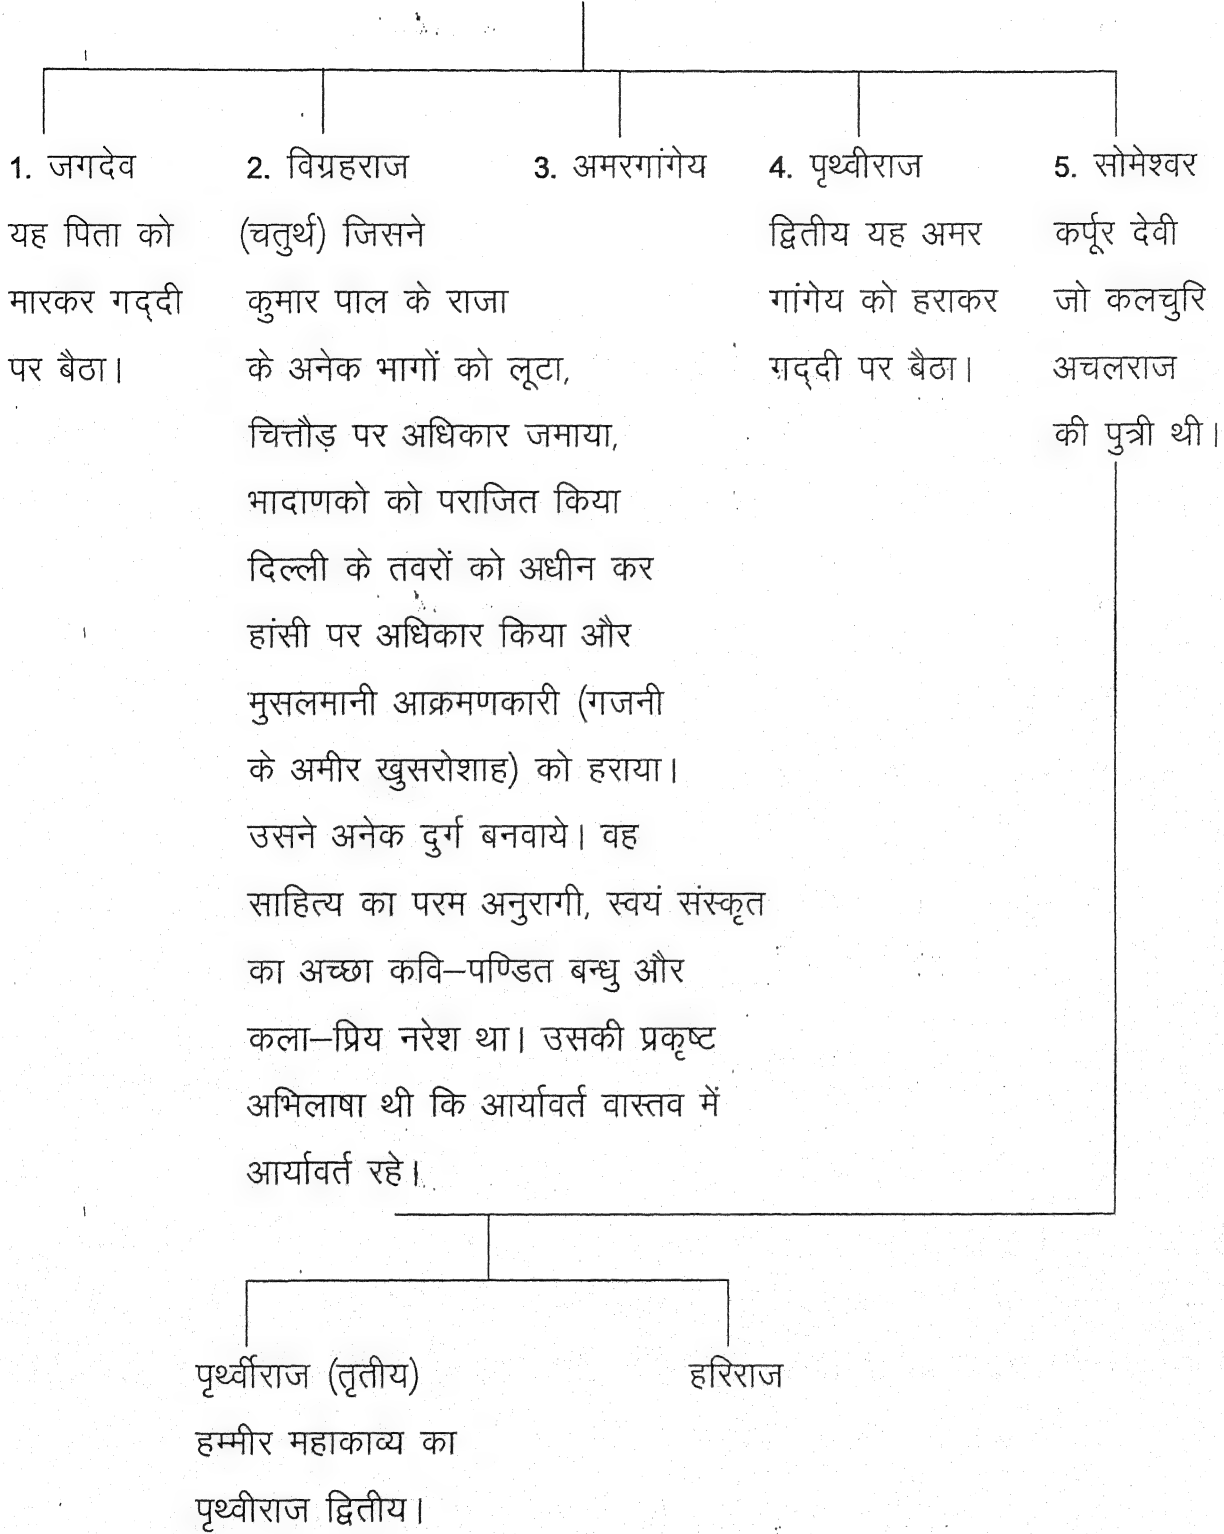 1. जगदेव
यह पिता को
मारकर गद्दी
पर बैठा।
2. विग्रहराज
(चतुर्थ) जिसने
कुमार पाल के राजा
के अनेक भागों को लूटा,
चित्तौड़ पर अधिकार जमाया,
भादाणको को पराजित किया
दिल्ली के तवरों को अधीन कर
हांसी पर अधिकार किया और
मुसलमानी आक्रमणकारी (गजनी
के अमीर खुसरोशाह) को हराया।
उसने अनेक दुर्ग बनवाये। वह
साहित्य का परम अनुरागी, स्वयं संस्कृत
का अच्छा कवि–पण्डित बन्धु और
कला–प्रिय नरेश था। उसकी प्रकृष्ट
अभिलाषा थी कि आर्यावर्त वास्तव में
आर्यावर्त रहे।
3. अमरगांगेय
4. पृथ्वीराज
द्वितीय यह अमर
गांगेय को हराकर
गद्दी पर बैठा।
5. सोमेश्वर
कर्पूर देवी
जो कलचुरि
अचलराज
की पुत्री थी।
पृर्थ्वीराज (तृतीय)
हम्मीर महाकाव्य का
पृथ्वीराज द्वितीय।
हरिराज